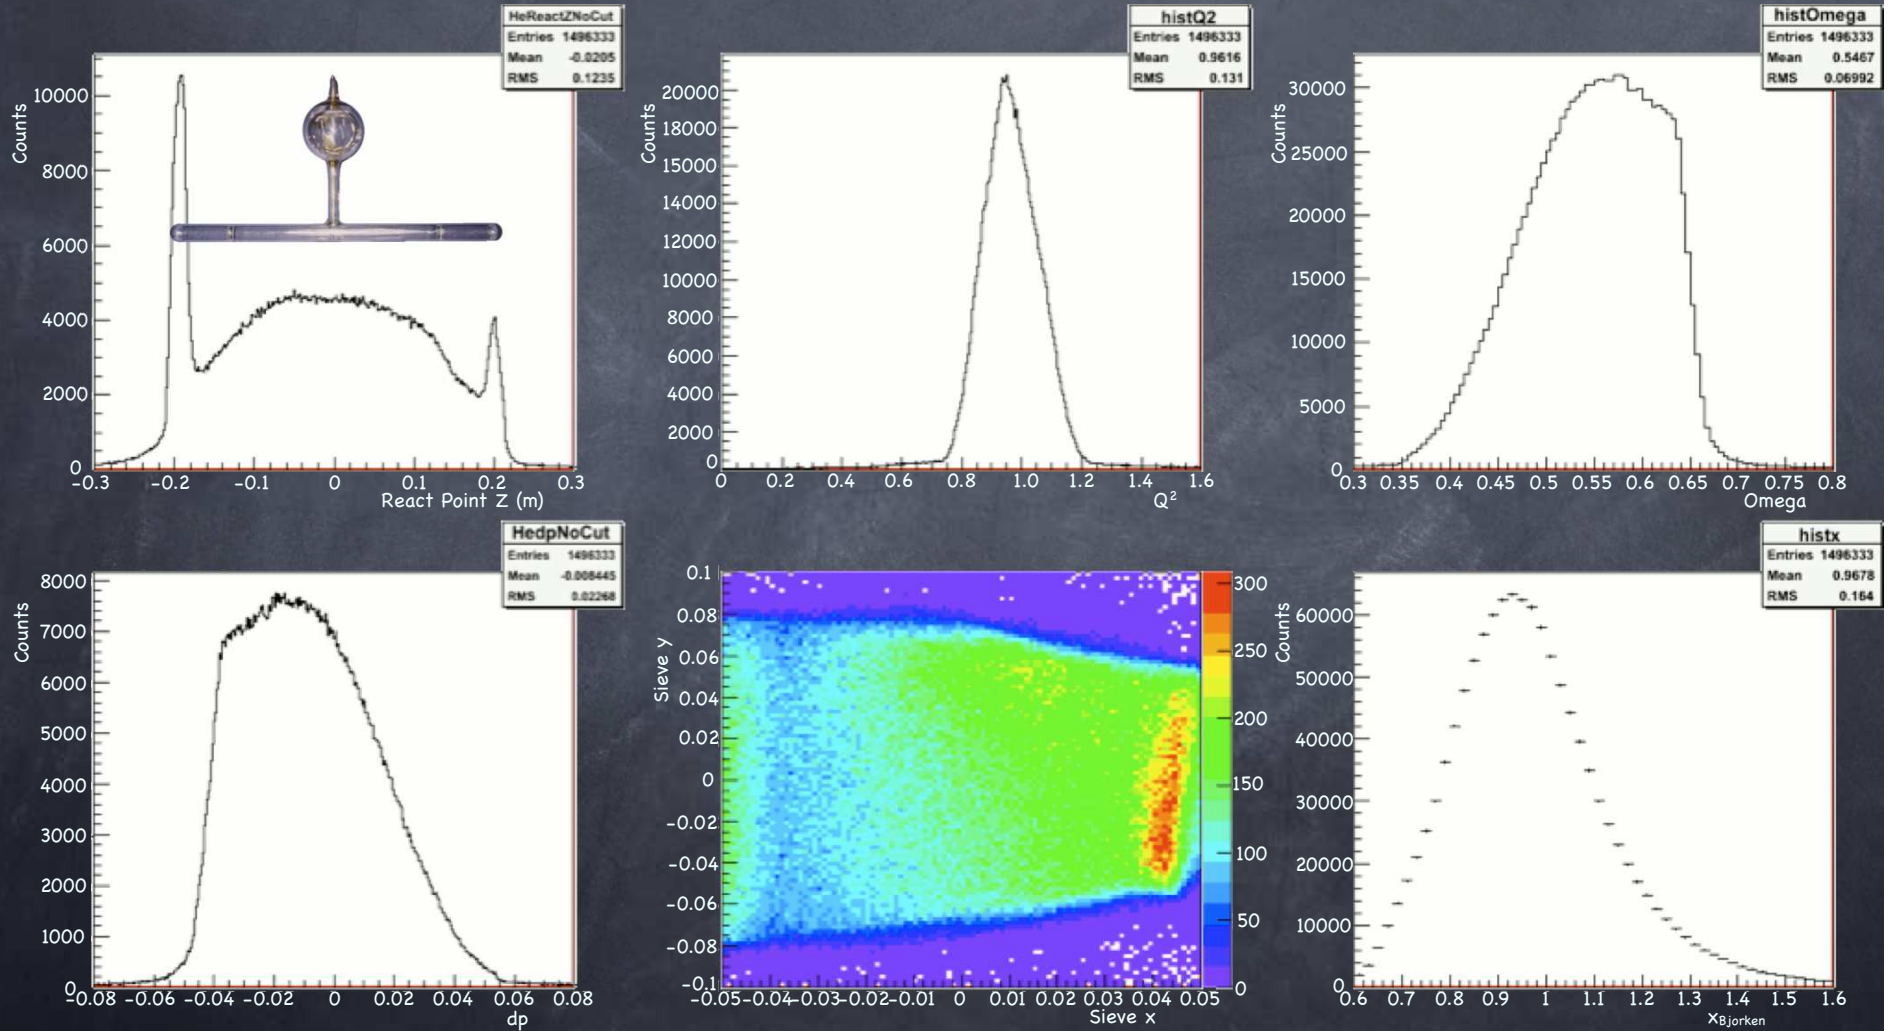 HeReactZNoCut
Entries 1496333
Mean -0.0205
RMS 0.1235
Counts
10000
8000
6000
4000
2000
0
-0.3 -0.2 -0.1 0 0.1 0.2 0.3
React Point Z (m)
histQ2
Entries 1496333
Mean 0.9616
RMS 0.131
Counts
20000
18000
15000
14000
12000
10000
8000
6000
4000
2000
0
0 0.2 0.4 0.6 0.8 1.0 1.2 1.4 1.6
Q²
histOmega
Entries 1496333
Mean 0.5467
RMS 0.06992
Counts
30000
25000
20000
15000
10000
5000
0
0.3 0.35 0.4 0.45 0.5 0.55 0.6 0.65 0.7 0.75 0.8
Omega
HedpNoCut
Entries 1496333
Mean -0.008445
RMS 0.02268
Counts
8000
7000
6000
5000
4000
3000
2000
1000
0
-0.08 -0.06 -0.04 -0.02 0 0.02 0.04 0.06 0.08
dp
Sieve y
0.1
0.08
0.06
0.04
0.02
0
-0.02
-0.04
-0.06
-0.08
-0.1
-0.05 -0.04 -0.03 -0.02 -0.01 0 0.01 0.02 0.03 0.04 0.05
Sieve x
300
250
200
150
100
50
0
Counts
histx
Entries 1496333
Mean 0.9678
RMS 0.164
60000
50000
40000
30000
20000
10000
0
0.6 0.7 0.8 0.9 1 1.1 1.2 1.3 1.4 1.5 1.6
xBjorken